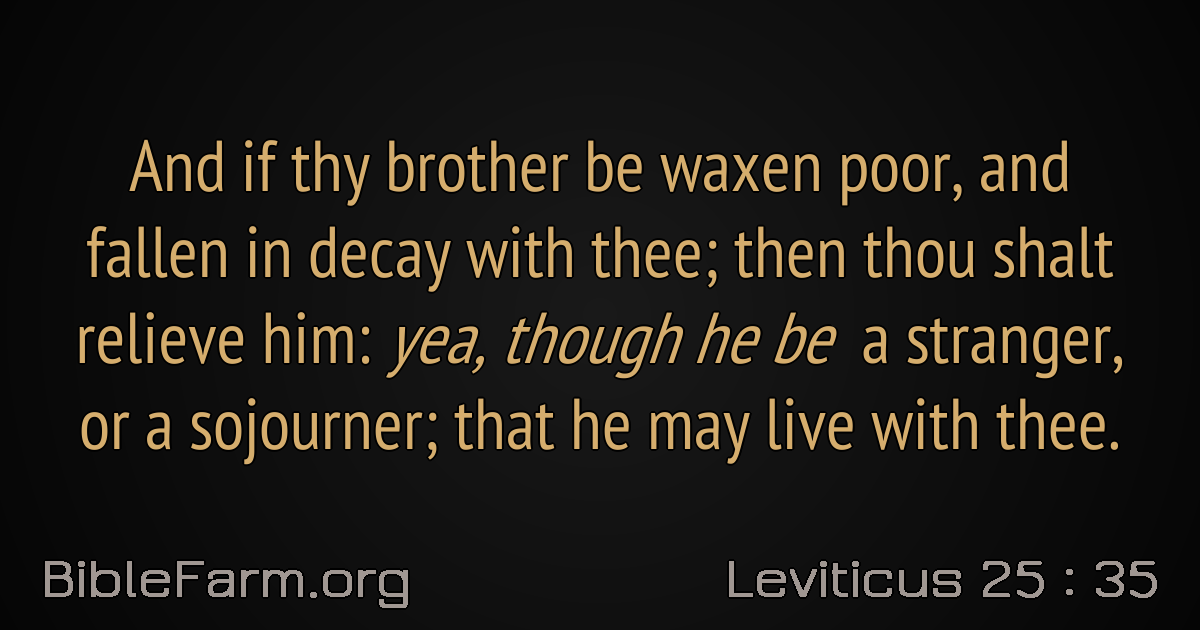 And if thy brother be waxen poor, and
fallen in decay with thee; then thou shalt
relieve him: yea, though he be a stranger,
or a sojourner; that he may live with thee.
BibleFarm.org
Leviticus 25 : 35